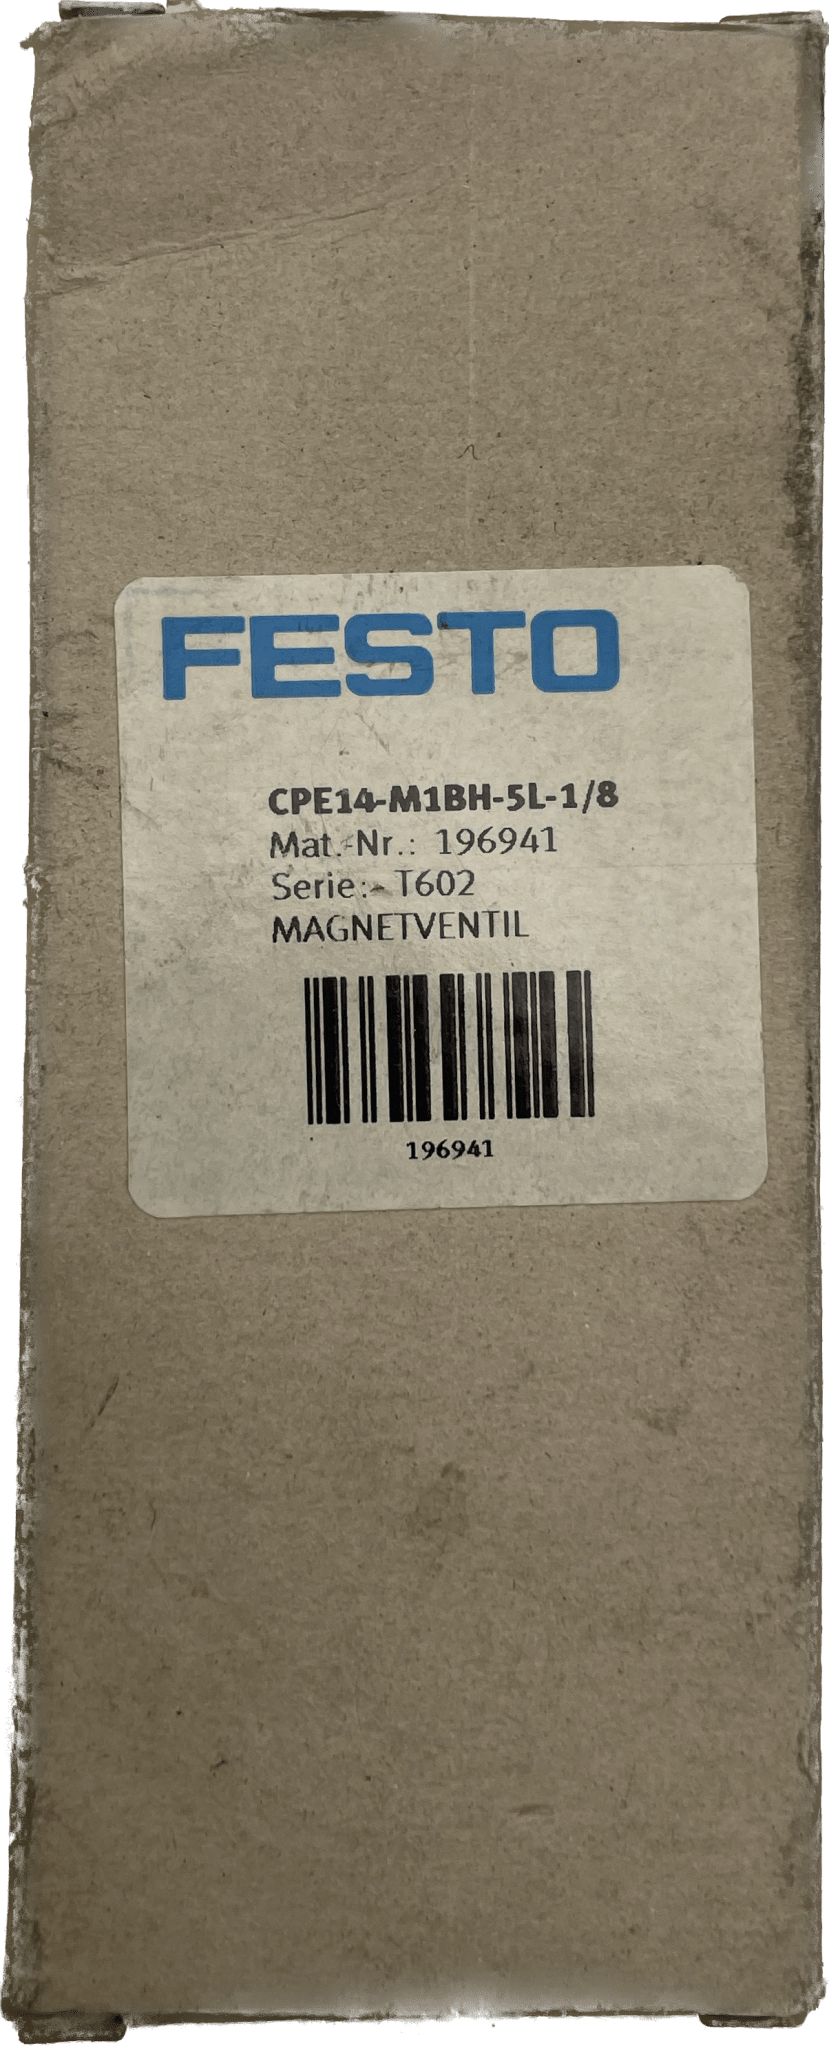 FESTO
CPE14-M1BH-5L-1/8
Mat.-Nr.: 196941
Serie: T602
MAGNETVENTIL
196941